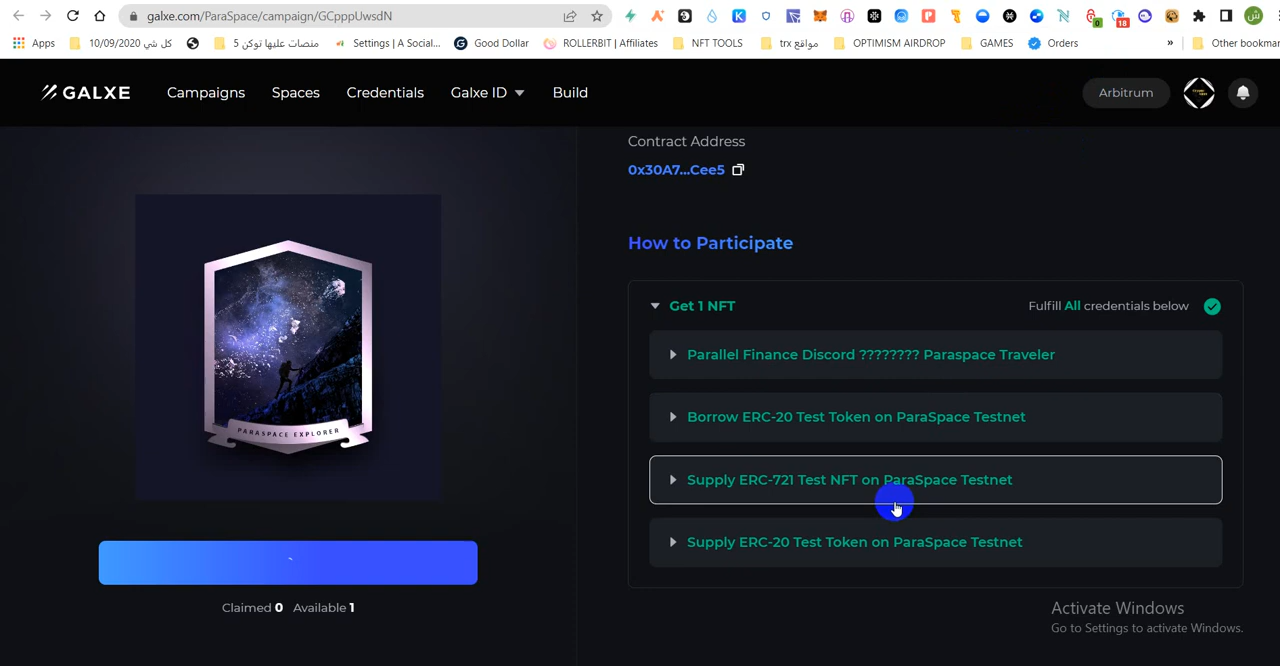 galxe.com/ParaSpace/campaign/GCpppUwsdN
Apps
كل شي 10/09/2020
منصات عليها توكن 5
Settings | A Social...
Good Dollar
ROLLERBIT | Affiliates
NFT TOOLS
مواقع trx
OPTIMISM AIRDROP
GAMES
Orders
»
Other bookmar
0
18
ش
GALXE
Campaigns
Spaces
Credentials
Galxe ID
Build
Arbitrum
Contract Address
0x30A7...Cee5
How to Participate
Get 1 NFT
Fulfill All credentials below
Parallel Finance Discord ???????? Paraspace Traveler
Borrow ERC-20 Test Token on ParaSpace Testnet
Supply ERC-721 Test NFT on ParaSpace Testnet
Supply ERC-20 Test Token on ParaSpace Testnet
PARASPACE EXPLORER
Claimed 0 Available 1
Activate Windows
Go to Settings to activate Windows.